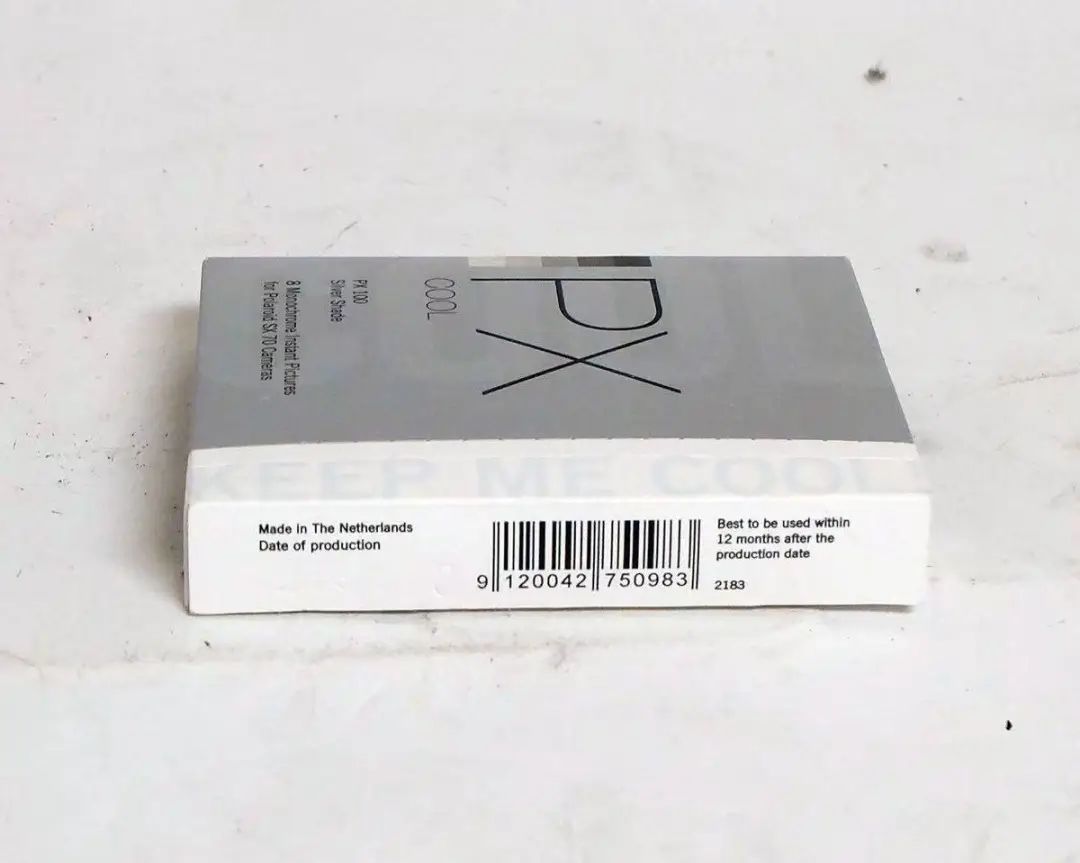 PX
COOL
PX 100
Silver Shade
8 Monochrome Instant Pictures
for Polaroid SX 70 Cameras
KEEP ME COOL
Made in The Netherlands
Date of production
9 120042 750983
Best to be used within
12 months after the
production date
2183